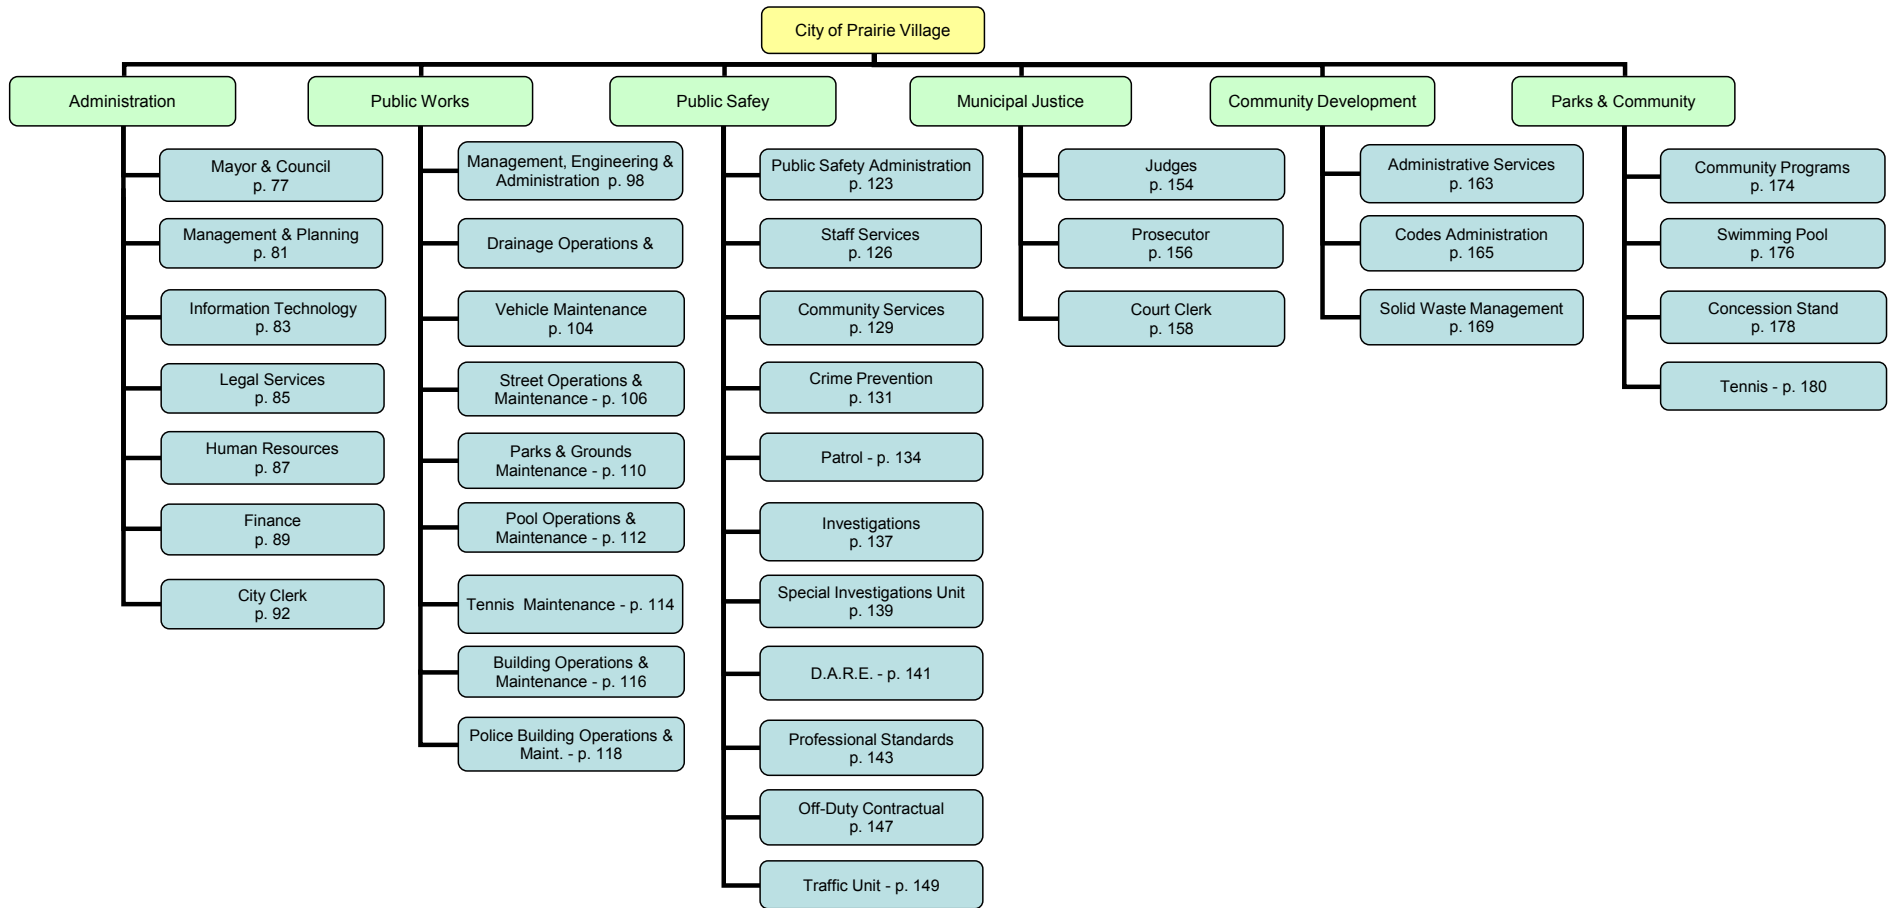 City of Prairie Village
Administration
Mayor & Council
p. 77
Management & Planning
p. 81
Information Technology
p. 83
Legal Services
p. 85
Human Resources
p. 87
Finance
p. 89
City Clerk
p. 92
Public Works
Management, Engineering &
Administration  p. 98
Drainage Operations &
Vehicle Maintenance
p. 104
Street Operations &
Maintenance - p. 106
Parks & Grounds
Maintenance - p. 110
Pool Operations &
Maintenance - p. 112
Tennis  Maintenance - p. 114
Building Operations &
Maintenance - p. 116
Police Building Operations &
Maint. - p. 118
Public Safey
Public Safety Administration
p. 123
Staff Services
p. 126
Community Services
p. 129
Crime Prevention
p. 131
Patrol - p. 134
Investigations
p. 137
Special Investigations Unit
p. 139
D.A.R.E. - p. 141
Professional Standards
p. 143
Off-Duty Contractual
p. 147
Traffic Unit - p. 149
Municipal Justice
Judges
p. 154
Prosecutor
p. 156
Court Clerk
p. 158
Community Development
Administrative Services
p. 163
Codes Administration
p. 165
Solid Waste Management
p. 169
Parks & Community
Community Programs
p. 174
Swimming Pool
p. 176
Concession Stand
p. 178
Tennis - p. 180